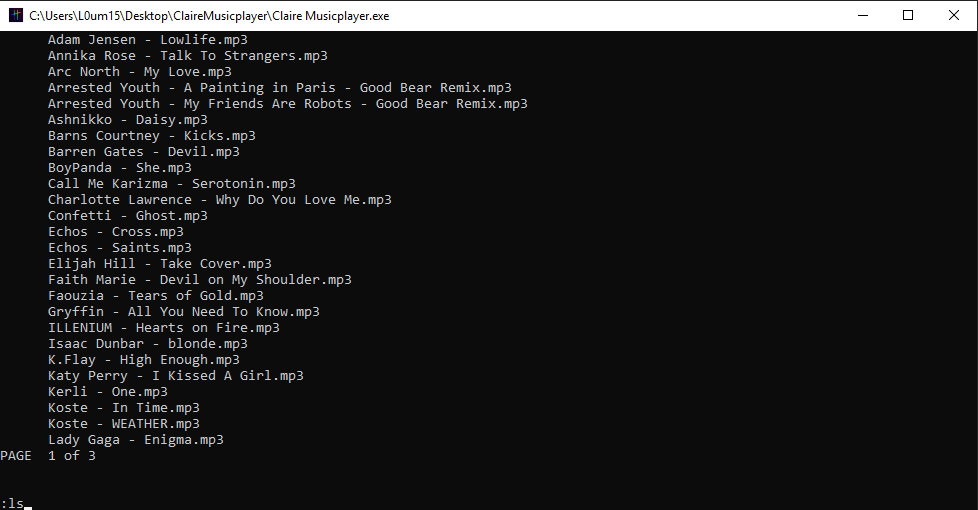 C:\Users\L0um15\Desktop\ClaireMusicplayer\Claire Musicplayer.exe
Adam Jensen - Lowlife.mp3
Annika Rose - Talk To Strangers.mp3
Arc North - My Love.mp3
Arrested Youth - A Painting in Paris - Good Bear Remix.mp3
Arrested Youth - My Friends Are Robots - Good Bear Remix.mp3
Ashnikko - Daisy.mp3
Barns Courtney - Kicks.mp3
Barren Gates - Devil.mp3
BoyPanda - She.mp3
Call Me Karizma - Serotonin.mp3
Charlotte Lawrence - Why Do You Love Me.mp3
Confetti - Ghost.mp3
Echos - Cross.mp3
Echos - Saints.mp3
Elijah Hill - Take Cover.mp3
Faith Marie - Devil on My Shoulder.mp3
Faouzia - Tears of Gold.mp3
Gryffin - All You Need To Know.mp3
ILLENIUM - Hearts on Fire.mp3
Isaac Dunbar - blonde.mp3
K.Flay - High Enough.mp3
Katy Perry - I Kissed A Girl.mp3
Kerli - One.mp3
Koste - In Time.mp3
Koste - WEATHER.mp3
Lady Gaga - Enigma.mp3
PAGE  1 of 3
:ls